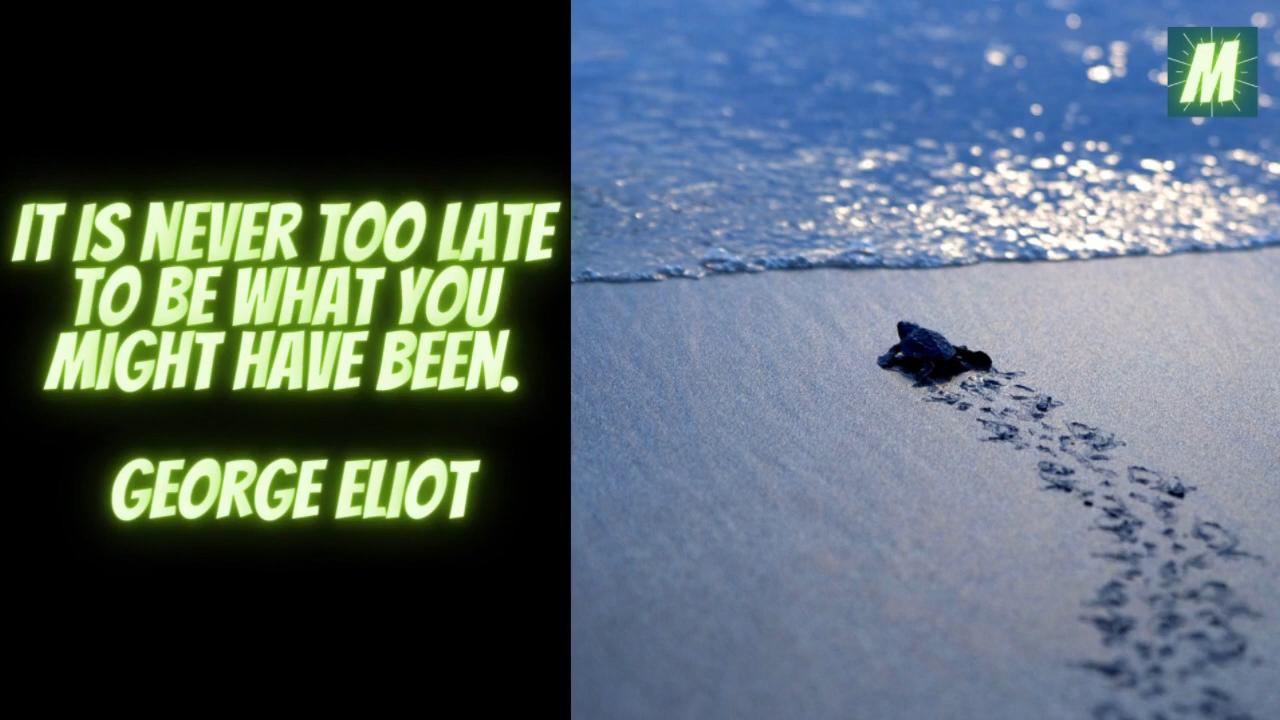 IT IS NEVER TOO LATE
TO BE WHAT YOU
MIGHT HAVE BEEN.
GEORGE ELIOT
M